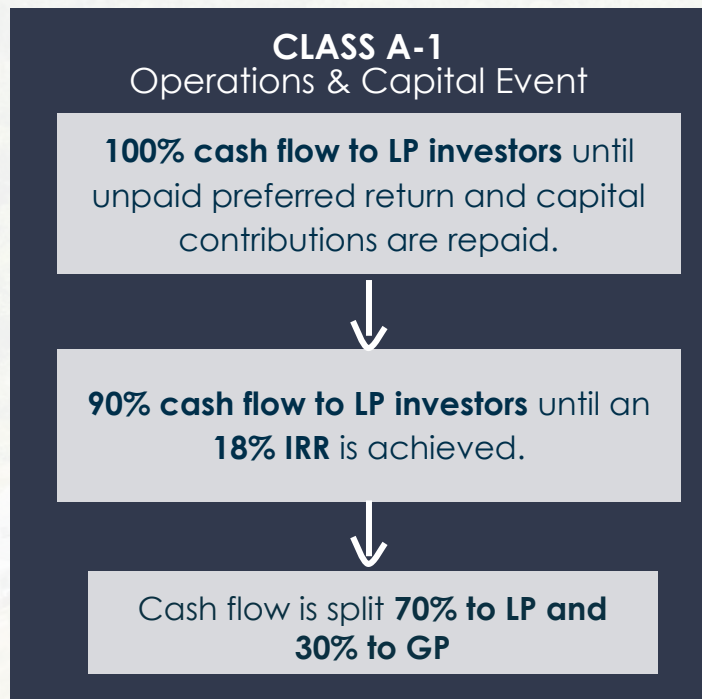 CLASS A-1
Operations & Capital Event
100% cash flow to LP investors until
unpaid preferred return and capital
contributions are repaid.
90% cash flow to LP investors until an
18% IRR is achieved.
Cash flow is split 70% to LP and
30% to GP